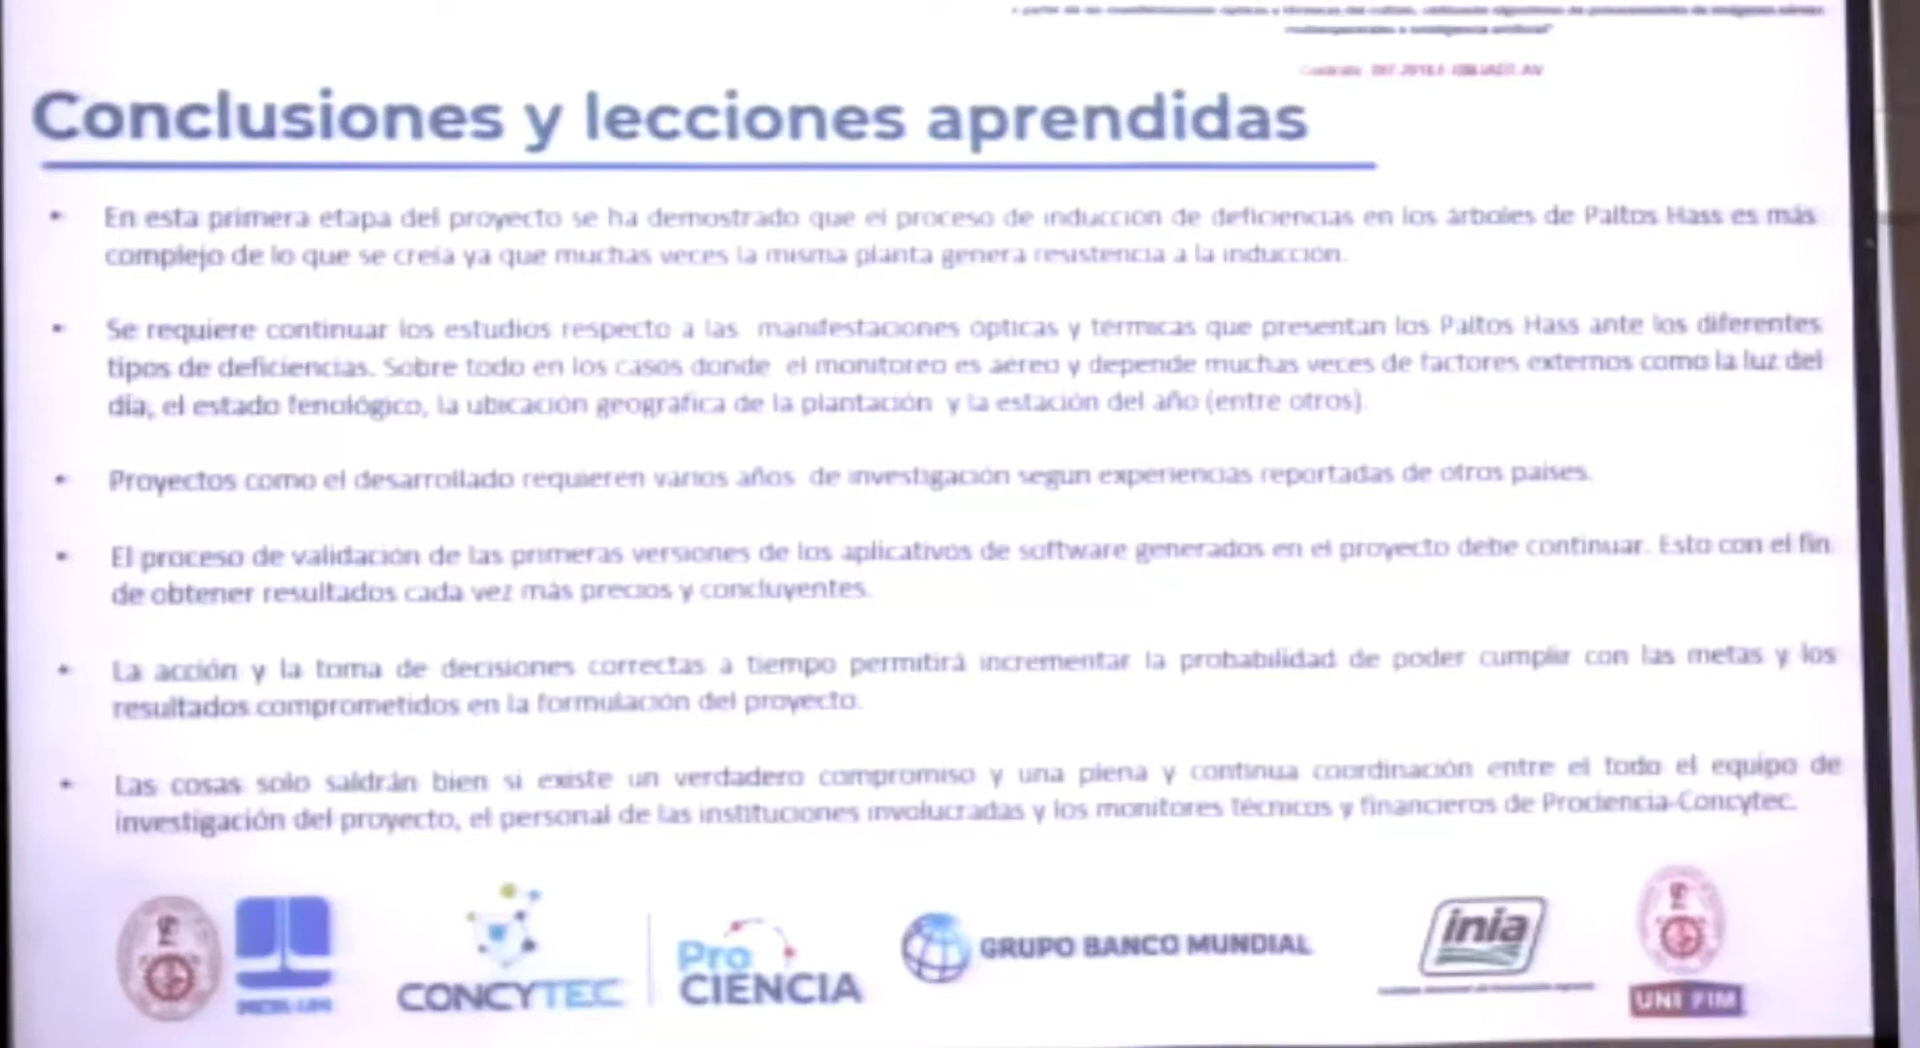 multiespectrales e inteligencia artificial"
Conclusiones y lecciones aprendidas
• En esta primera etapa del proyecto se ha demostrado que el proceso de inducción de deficiencias en los árboles de Paltos Hass es más
complejo de lo que se creía ya que muchas veces la misma planta genera resistencia a la inducción.
• Se requiere continuar los estudios respecto a las manifestaciones ópticas y térmicas que presentan los Paltos Hass ante los diferentes
tipos de deficiencias. Sobre todo en los casos donde el monitoreo es aéreo y depende muchas veces de factores externos como la luz del
día, el estado fenológico, la ubicación geográfica de la plantación y la estación del año (entre otros).
• Proyectos como el desarrollado requieren varios años de investigación segun experiencias reportadas de otros países.
• El proceso de validación de las primeras versiones de los aplicativos de software generados en el proyecto debe continuar. Esto con el fin
de obtener resultados cada vez más precios y concluyentes.
• La acción y la toma de decisiones correctas a tiempo permitirá incrementar la probabilidad de poder cumplir con las metas y los
resultados comprometidos en la formulación del proyecto.
• Las cosas solo saldrán bien si existe un verdadero compromiso y una plena y continua coordinación entre el todo el equipo de
investigación del proyecto, el personal de las instituciones involucradas y los monitores técnicos y financieros de Prociencia-Concytec.
CONCYTEC
Pro
CIENCIA
GRUPO BANCO MUNDIAL
inia
UNI FIM